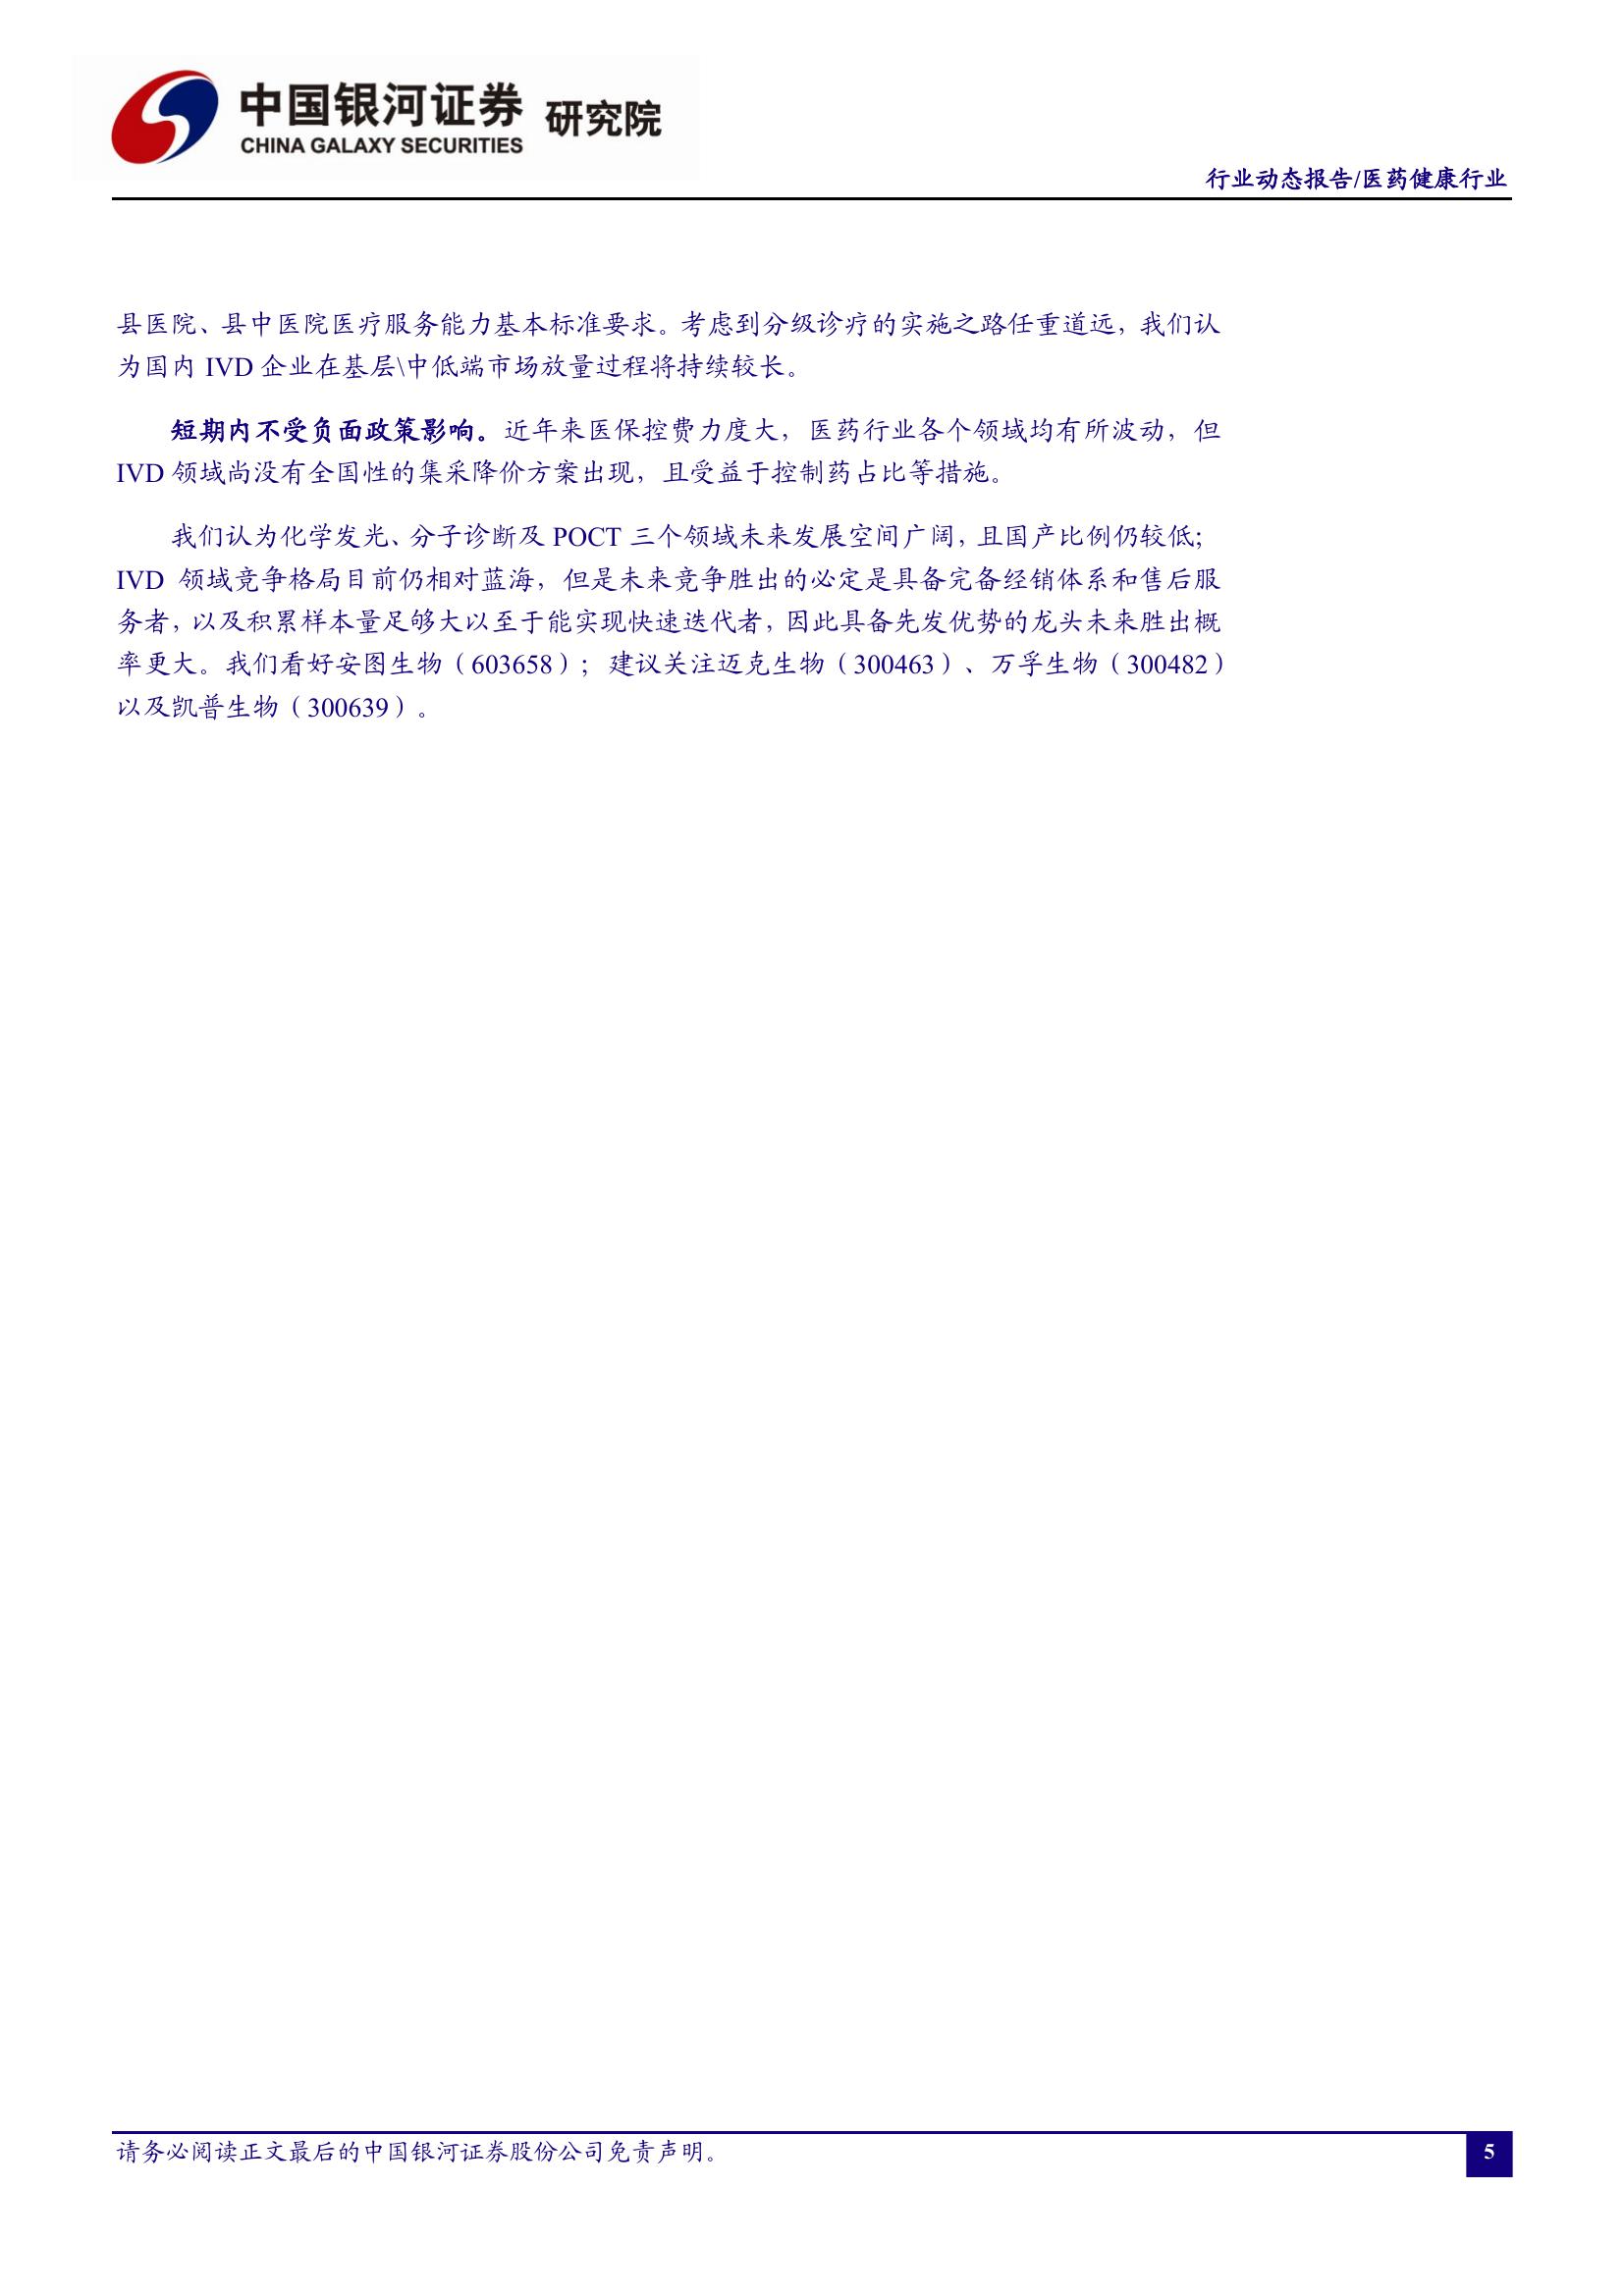 中国银河证券 研究院
CHINA GALAXY SECURITIES
行业动态报告/医药健康行业
县医院、县中医院医疗服务能力基本标准要求。考虑到分级诊疗的实施之路任重道远，我们认
为国内 IVD 企业在基层\中低端市场放量过程将持续较长。
短期内不受负面政策影响。近年来医保控费力度大，医药行业各个领域均有所波动，但
IVD 领域尚没有全国性的集采降价方案出现，且受益于控制药占比等措施。
我们认为化学发光、分子诊断及 POCT 三个领域未来发展空间广阔，且国产比例仍较低；
IVD 领域竞争格局目前仍相对蓝海，但是未来竞争胜出的必定是具备完备经销体系和售后服
务者，以及积累样本量足够大以至于能实现快速迭代者，因此具备先发优势的龙头未来胜出概
率更大。我们看好安图生物（603658）；建议关注迈克生物（300463）、万孚生物（300482）
以及凯普生物（300639）。
请务必阅读正文最后的中国银河证券股份公司免责声明。
5